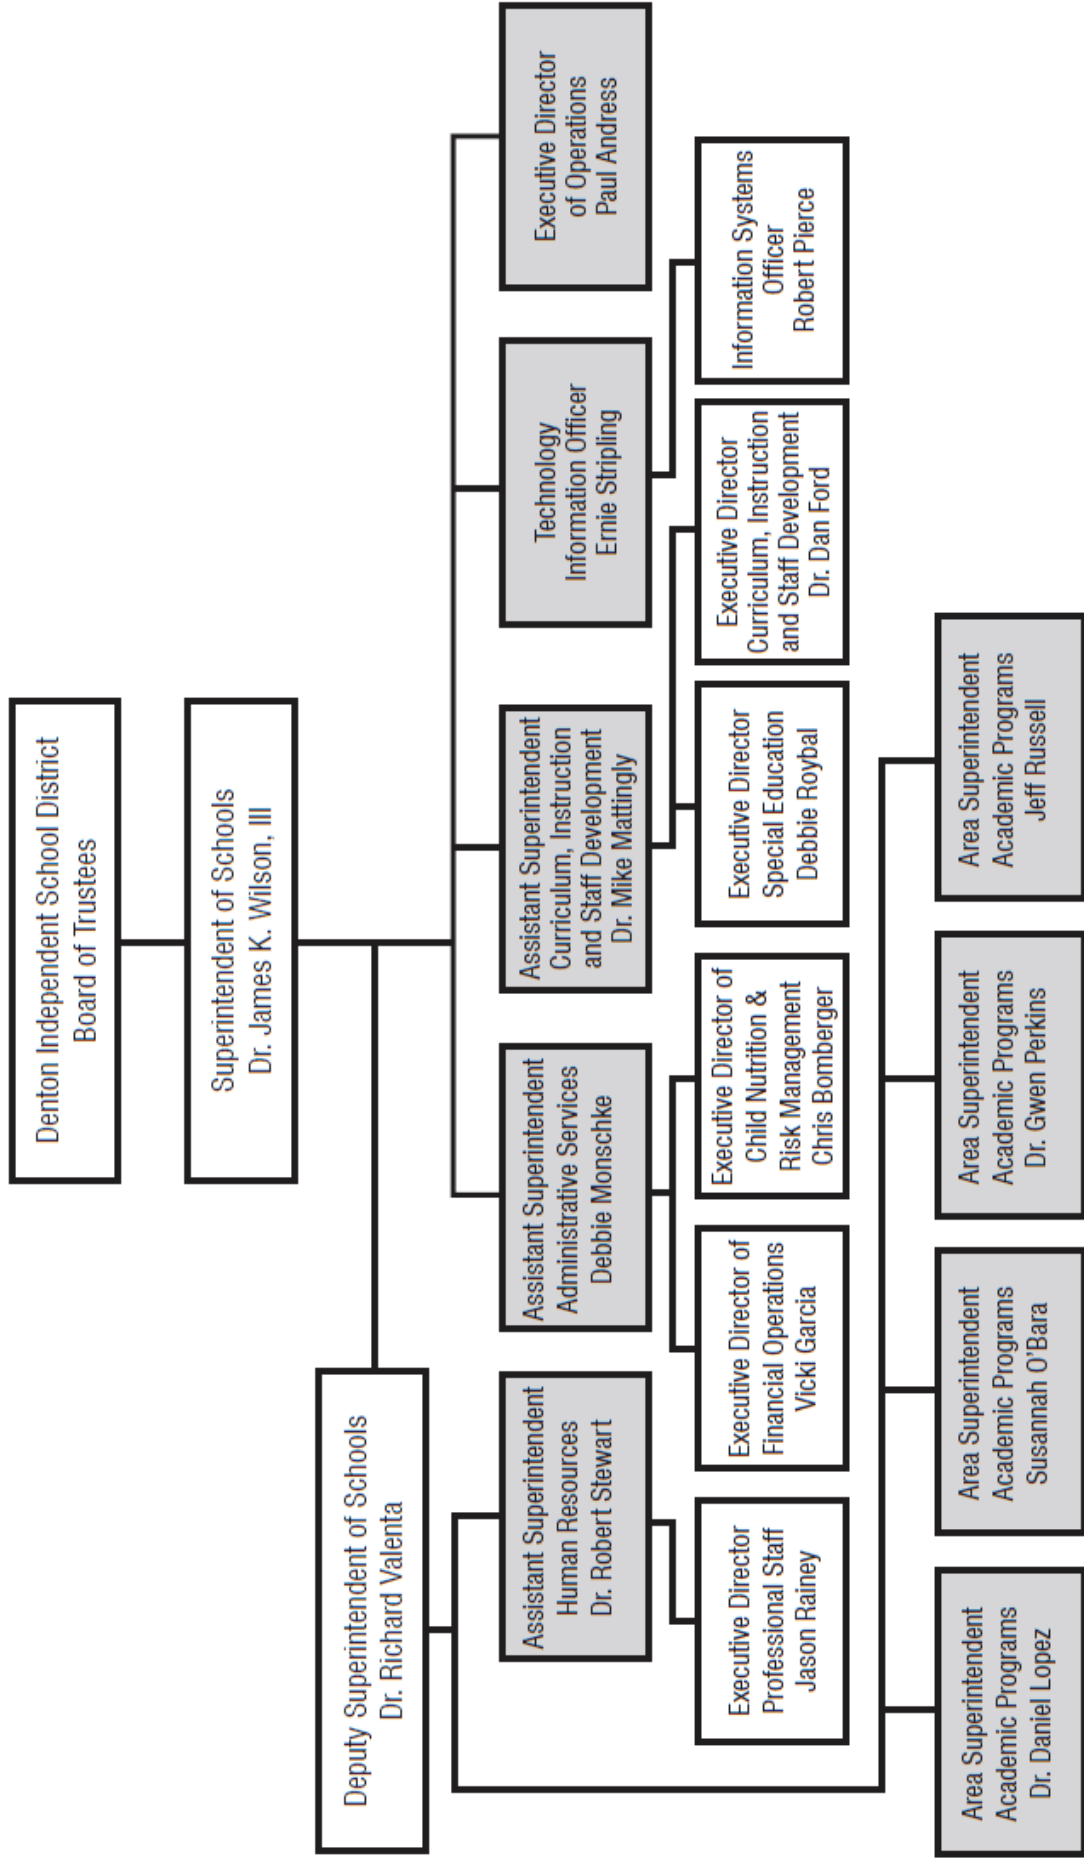 Denton Independent School District
Board of Trustees
Superintendent of Schools
Dr. James K. Wilson, III
Deputy Superintendent of Schools
Dr. Richard Valenta
Assistant Superintendent
Human Resources
Dr. Robert Stewart
Assistant Superintendent
Administrative Services
Debbie Monschke
Assistant Superintendent
Curriculum, Instruction
and Staff Development
Dr. Mike Mattingly
Technology
Information Officer
Ernie Stripling
Executive Director
of Operations
Paul Andress
Executive Director
Professional Staff
Jason Rainey
Executive Director of
Financial Operations
Vicki Garcia
Executive Director of
Child Nutrition &
Risk Management
Chris Bomberger
Executive Director
Special Education
Debbie Roybal
Executive Director
Curriculum, Instruction
and Staff Development
Dr. Dan Ford
Information Systems
Officer
Robert Pierce
Area Superintendent
Academic Programs
Dr. Daniel Lopez
Area Superintendent
Academic Programs
Susannah O'Bara
Area Superintendent
Academic Programs
Dr. Gwen Perkins
Area Superintendent
Academic Programs
Jeff Russell